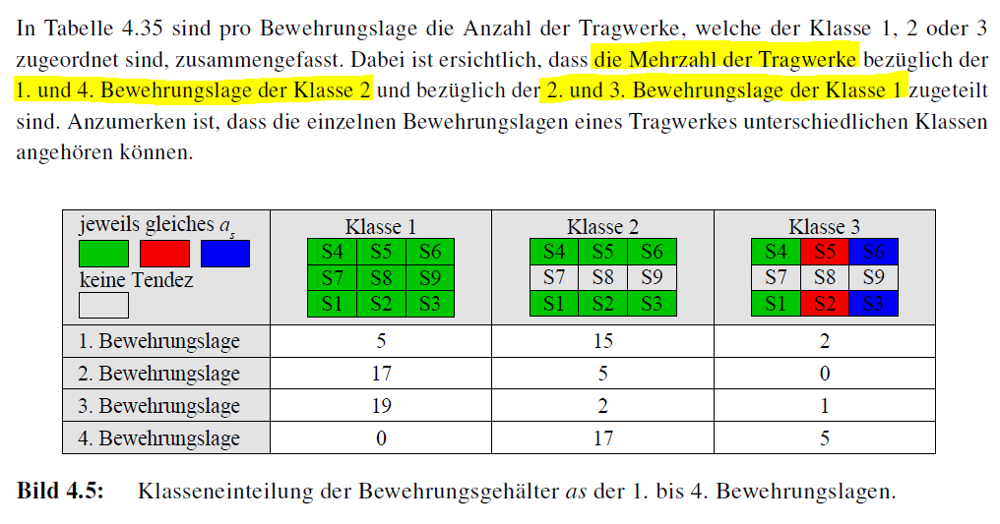 In Tabelle 4.35 sind pro Bewehrungslage die Anzahl der Tragwerke, welche der Klasse 1, 2 oder 3
zugeordnet sind, zusammengefasst. Dabei ist ersichtlich, dass die Mehrzahl der Tragwerke bezüglich der
1. und 4. Bewehrungslage der Klasse 2 und bezüglich der 2. und 3. Bewehrungslage der Klasse 1 zugeteilt
sind. Anzumerken ist, dass die einzelnen Bewehrungslagen eines Tragwerkes unterschiedlichen Klassen
angehören können.
jeweils gleiches as
keine Tendez
Klasse 1
S4 S5 S6
S7 S8 S9
S1 S2 S3
Klasse 2
S4 S5 S6
S7 S8 S9
S1 S2 S3
Klasse 3
S4 S5 S6
S7 S8 S9
S1 S2 S3
1. Bewehrungslage 5 15 2
2. Bewehrungslage 17 5 0
3. Bewehrungslage 19 2 1
4. Bewehrungslage 0 17 5
Bild 4.5: Klasseneinteilung der Bewehrungsgehälter as der 1. bis 4. Bewehrungslagen.